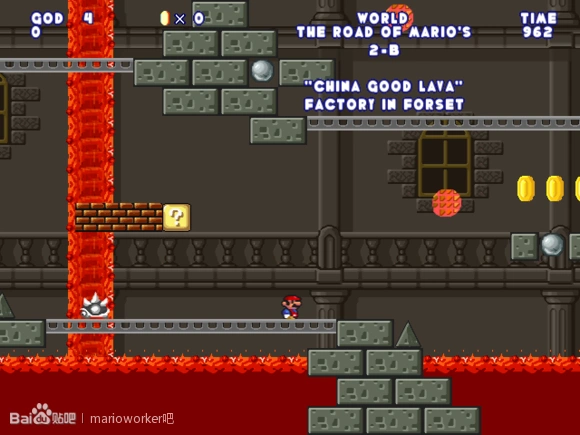 GOD 4
0
× 0
WORLD
THE ROAD OF MARIO'S
2-B
TIME
962
"CHINA GOOD LAVA"
FACTORY IN FORSET
?
Bai贴吧 | marioworker吧